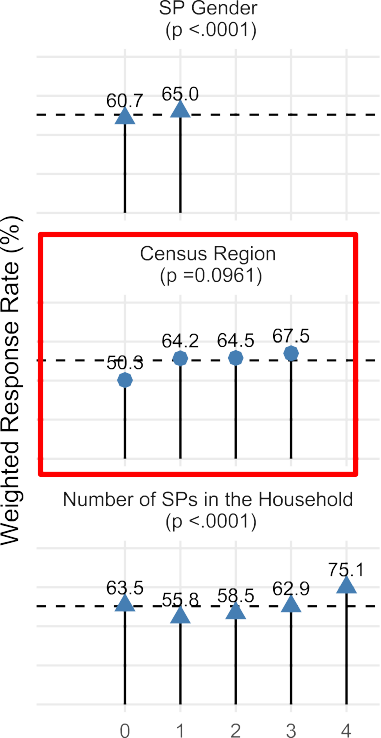 SP Gender
(p <.0001)
60.7 65.0
Weighted Response Rate (%)
Census Region
(p =0.0961)
50.3 64.2 64.5 67.5
Number of SPs in the Household
(p <.0001)
63.5 55.8 58.5 62.9 75.1
0 1 2 3 4